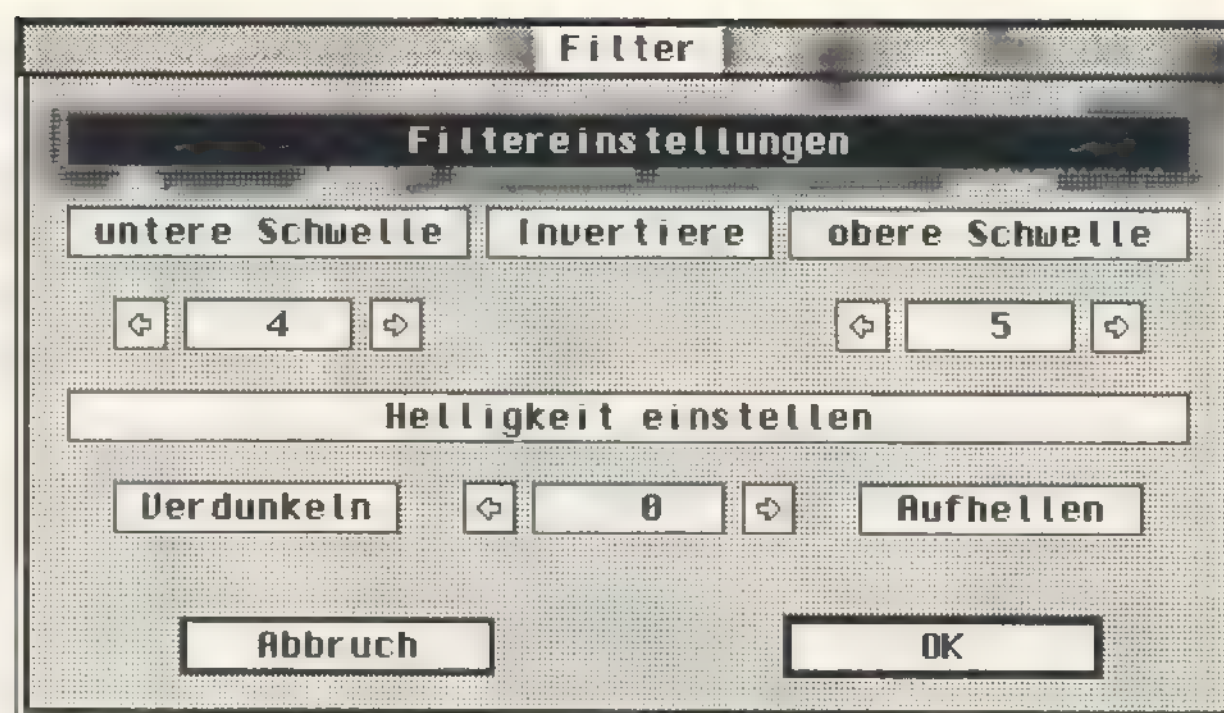 Filter
Filtereinstellungen
untere Schwelle Invertiere obere Schwelle
4 5
Helligkeit einstellen
Verdunkeln 0 Aufhellen
Abbruch OK